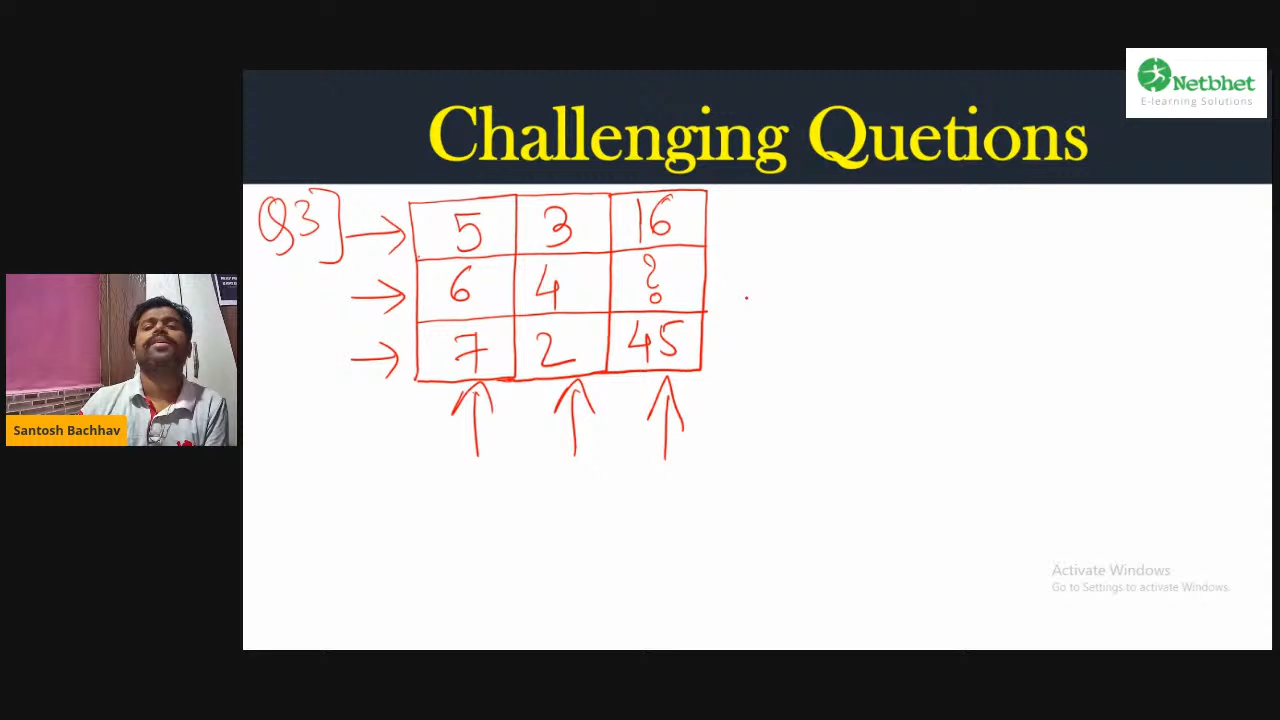 Netbhet
E-learning Solutions
Challenging Quetions
Q3]
5 3 16
6 4 ?
7 2 45
Santosh Bachhav
Activate Windows
Go to Settings to activate Windows.